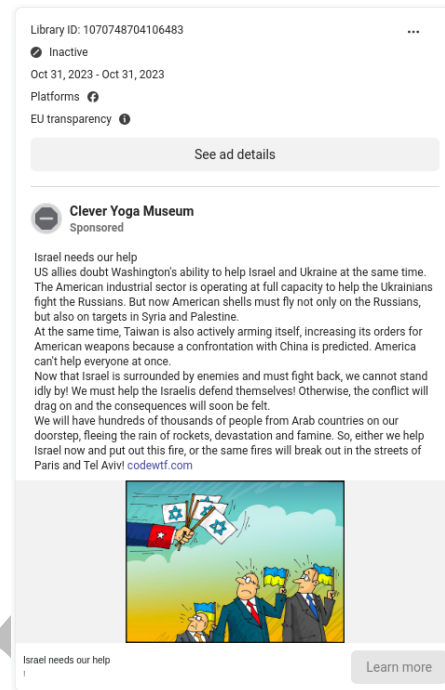 Library ID: 1070748704106483
Inactive
Oct 31, 2023 - Oct 31, 2023
Platforms
EU transparency
See ad details
Clever Yoga Museum
Sponsored
Israel needs our help
US allies doubt Washington's ability to help Israel and Ukraine at the same time.
The American industrial sector is operating at full capacity to help the Ukrainians
fight the Russians. But now American shells must fly not only on the Russians,
but also on targets in Syria and Palestine.
At the same time, Taiwan is also actively arming itself, increasing its orders for
American weapons because a confrontation with China is predicted. America
can't help everyone at once.
Now that Israel is surrounded by enemies and must fight back, we cannot stand
idly by! We must help the Israelis defend themselves! Otherwise, the conflict will
drag on and the consequences will soon be felt.
We will have hundreds of thousands of people from Arab countries on our
doorstep, fleeing the rain of rockets, devastation and famine. So, either we help
Israel now and put out this fire, or the same fires will break out in the streets of
Paris and Tel Aviv! codewtf.com
Israel needs our help
!
Learn more